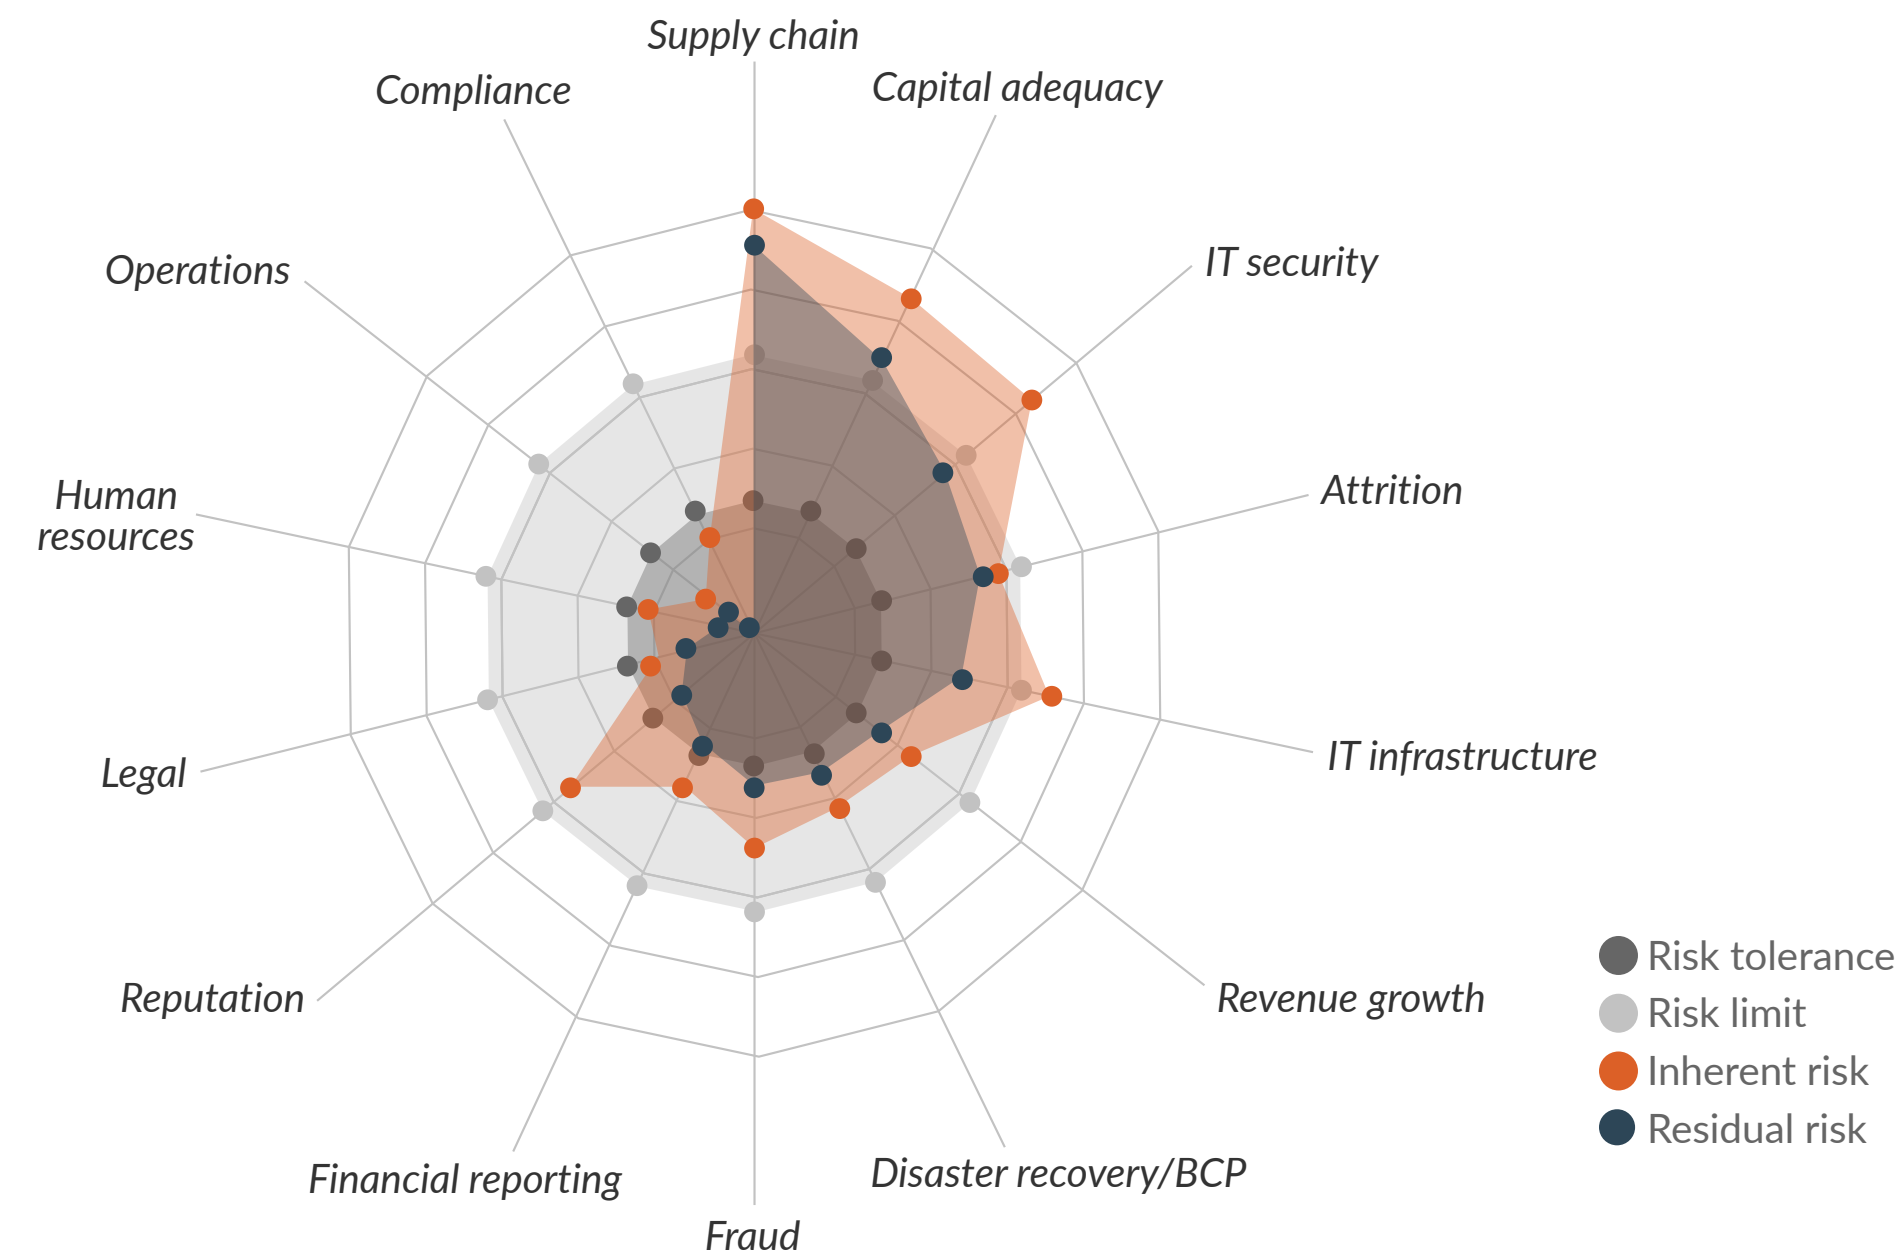 Supply chain
Capital adequacy
Compliance
IT security
Operations
Attrition
Human
resources
IT infrastructure
Legal
Revenue growth
Reputation
Disaster recovery/BCP
Financial reporting
Fraud
Risk tolerance
Risk limit
Inherent risk
Residual risk